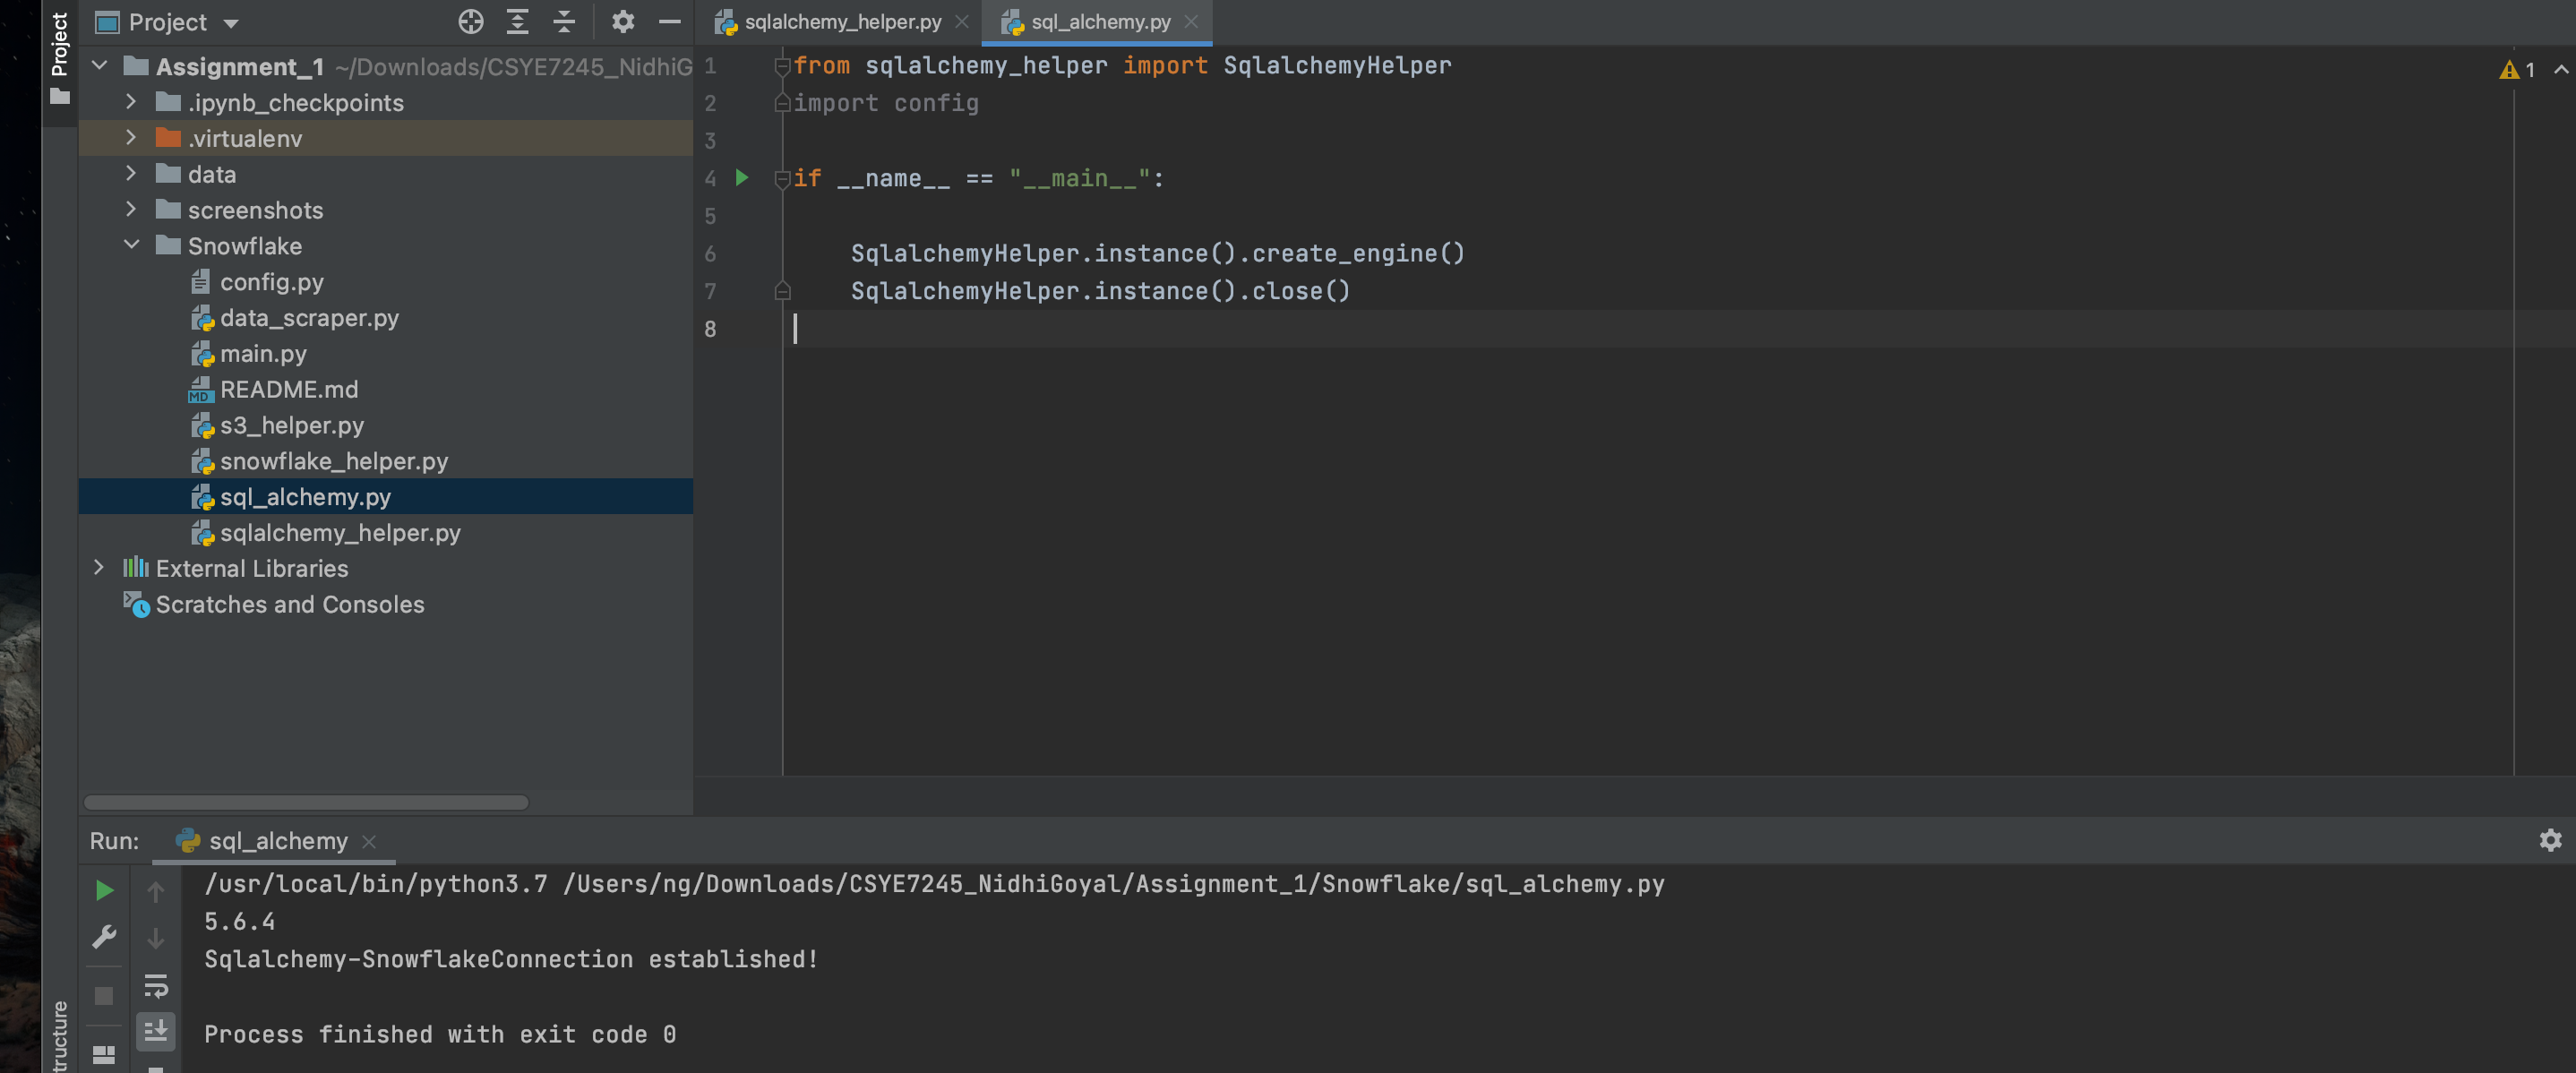 Project
Project
sqlalchemy_helper.py
sql_alchemy.py
Assignment_1 ~/Downloads/CSYE7245_NidhiG
.ipynb_checkpoints
.virtualenv
data
screenshots
Snowflake
config.py
data_scraper.py
main.py
README.md
s3_helper.py
snowflake_helper.py
sql_alchemy.py
sqlalchemy_helper.py
External Libraries
Scratches and Consoles
1 from sqlalchemy_helper import SqlalchemyHelper
2 import config
3
4 if __name__ == "__main__":
5
6 SqlalchemyHelper.instance().create_engine()
7 SqlalchemyHelper.instance().close()
8
1
Run: sql_alchemy
/usr/local/bin/python3.7 /Users/ng/Downloads/CSYE7245_NidhiGoyal/Assignment_1/Snowflake/sql_alchemy.py
5.6.4
Sqlalchemy-SnowflakeConnection established!
Process finished with exit code 0
tructure